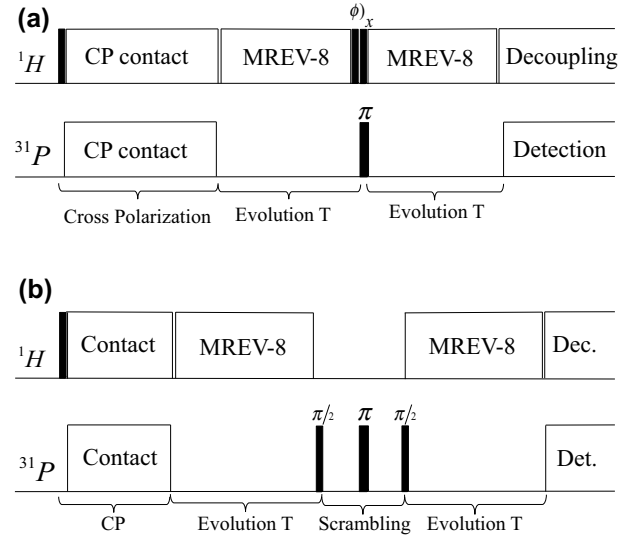 (a)
ϕ)x
¹H CP contact MREV-8 MREV-8 Decoupling
π
³¹P CP contact Detection
Cross Polarization Evolution T Evolution T
(b)
¹H Contact MREV-8 MREV-8 Dec.
π/2 π π/2
³¹P Contact Det.
CP Evolution T Scrambling Evolution T